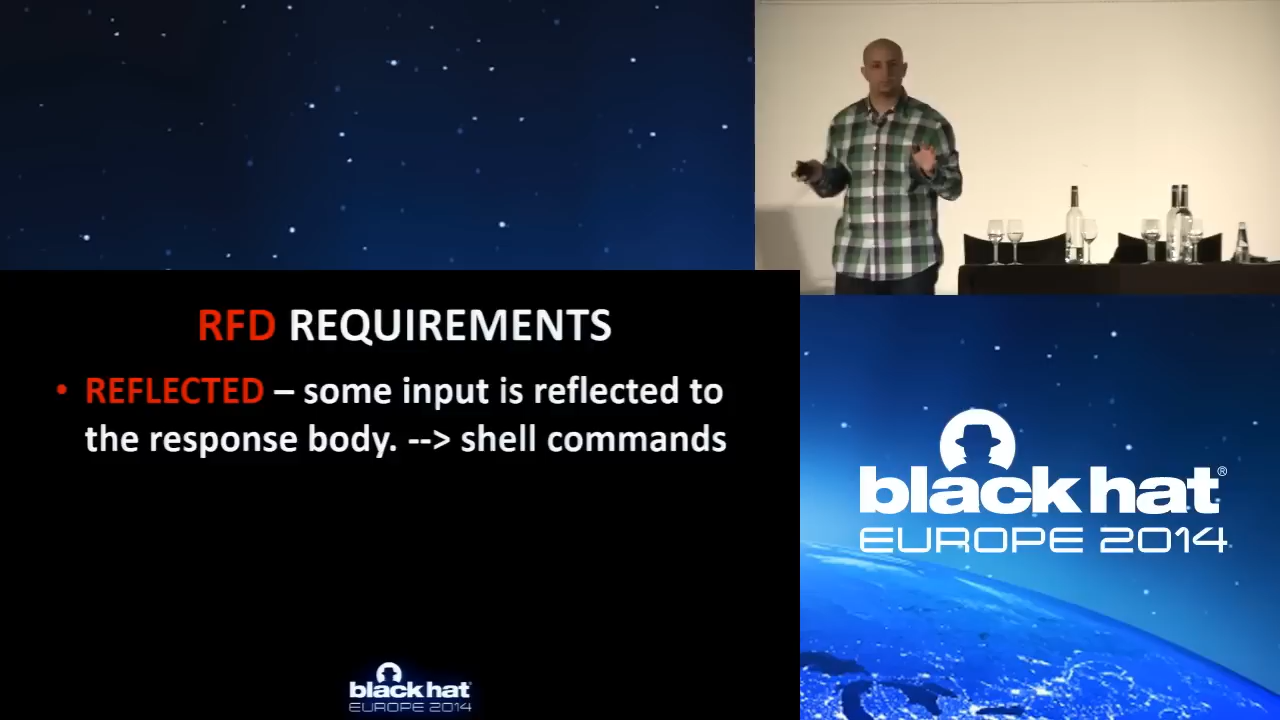 RFD REQUIREMENTS
• REFLECTED – some input is reflected to
the response body. --> shell commands
black hat
EUROPE 2014
black hat®
EUROPE 2014